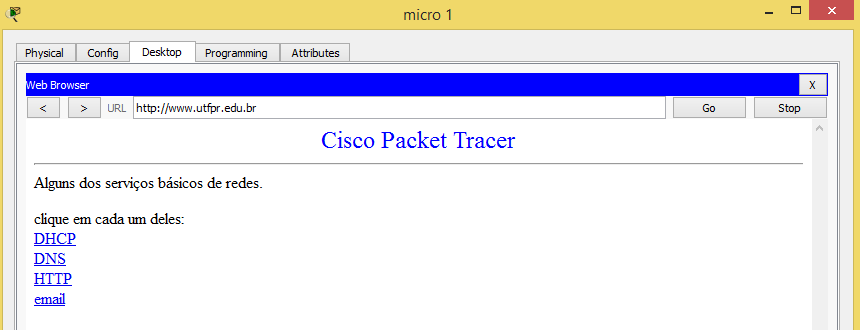 micro 1
Physical Config Desktop Programming Attributes
Web Browser X
< > URL http://www.utfpr.edu.br Go Stop
Cisco Packet Tracer
Alguns dos serviços básicos de redes.
clique em cada um deles:
DHCP
DNS
HTTP
email